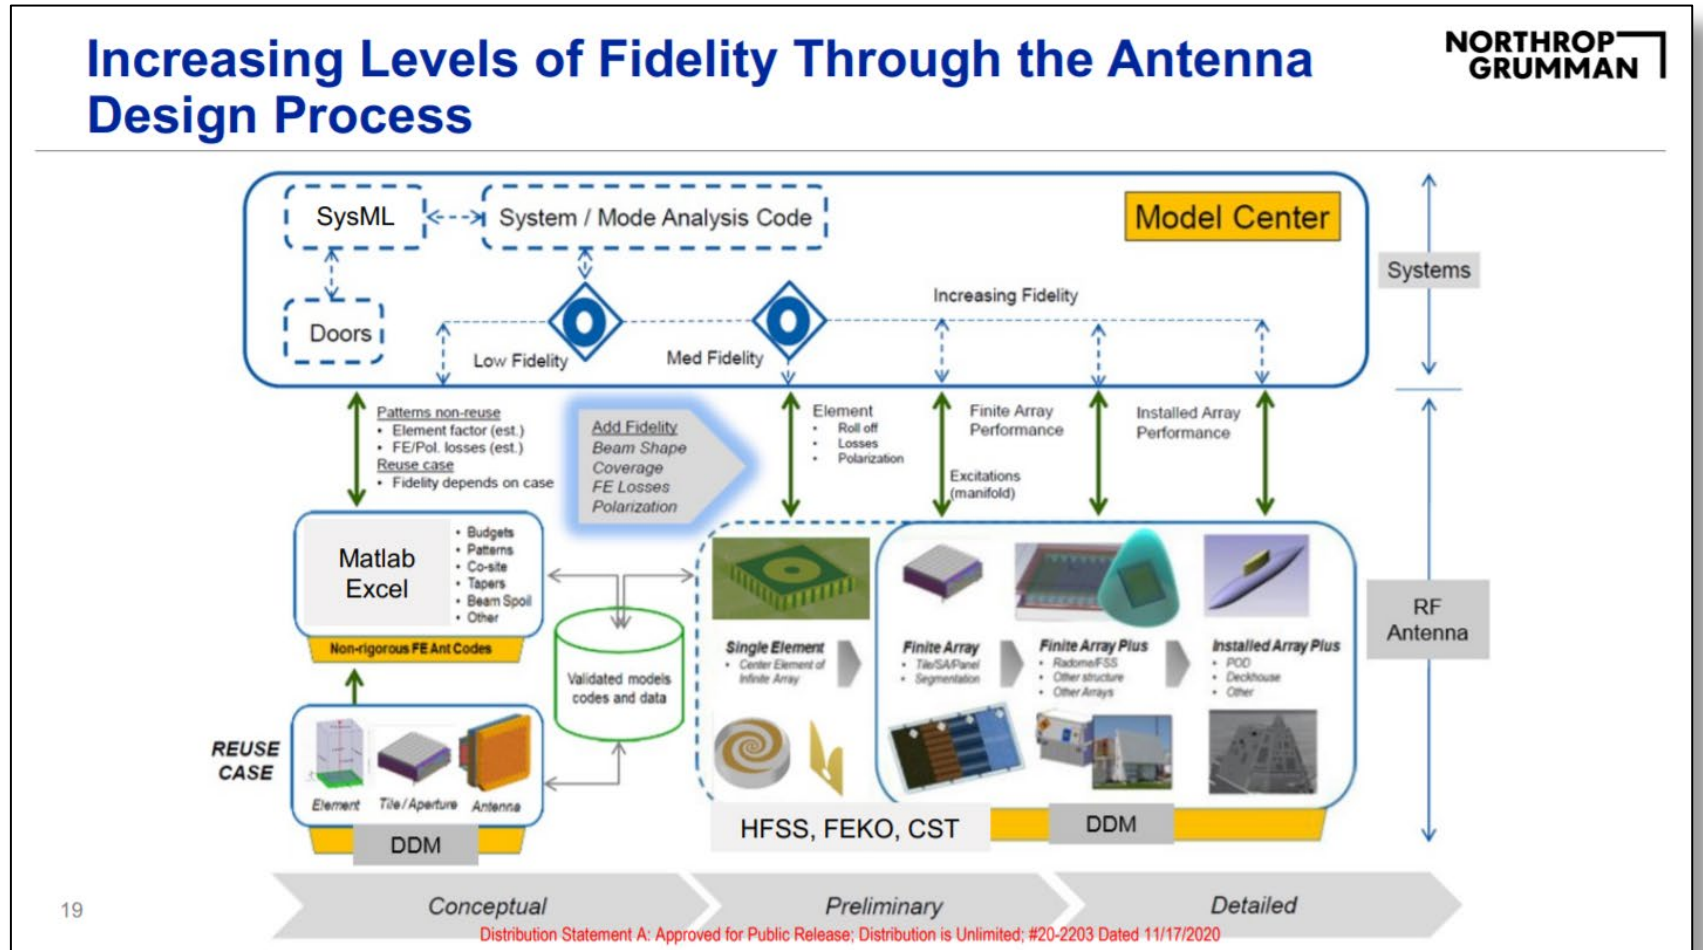 Increasing Levels of Fidelity Through the Antenna
Design Process
NORTHROP
GRUMMAN
SysML
System / Mode Analysis Code
Model Center
Systems
Doors
Increasing Fidelity
Low Fidelity
Med Fidelity
Patterns non-reuse
• Element factor (est.)
• FE/Pol. losses (est.)
Reuse case
• Fidelity depends on case
Add Fidelity
Beam Shape
Coverage
FE Losses
Polarization
Element
• Roll off
• Losses
• Polarization
Finite Array
Performance
Excitations
(manifold)
Installed Array
Performance
Matlab
Excel
• Budgets
• Patterns
• Co-site
• Tapers
• Beam Spoil
• Other
Non-rigorous FE Ant Codes
Validated models
codes and data
Single Element
• Center Element of
Infinite Array
Finite Array
• Tile/SA/Panel
• Segmentation
Finite Array Plus
• Radome/FSS
• Other structure
• Other Arrays
Installed Array Plus
• POD
• Deckhouse
• Other
RF
Antenna
REUSE
CASE
Element
Tile / Aperture
Antenna
DDM
HFSS, FEKO, CST
DDM
Conceptual
Preliminary
Detailed
19
Distribution Statement A: Approved for Public Release; Distribution is Unlimited; #20-2203 Dated 11/17/2020